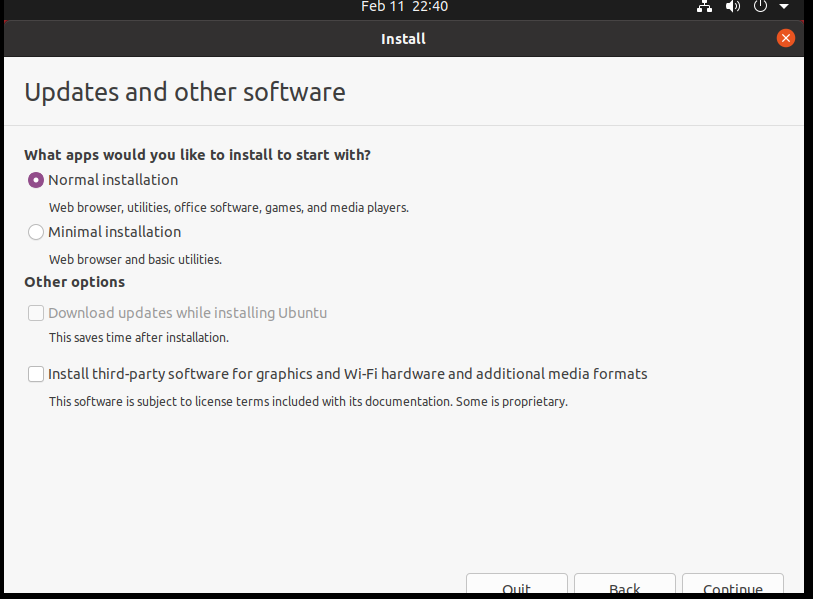 Feb 11 22:40
Install
Updates and other software
What apps would you like to install to start with?
Normal installation
Web browser, utilities, office software, games, and media players.
Minimal installation
Web browser and basic utilities.
Other options
Download updates while installing Ubuntu
This saves time after installation.
Install third-party software for graphics and Wi-Fi hardware and additional media formats
This software is subject to license terms included with its documentation. Some is proprietary.
Quit Back Continue